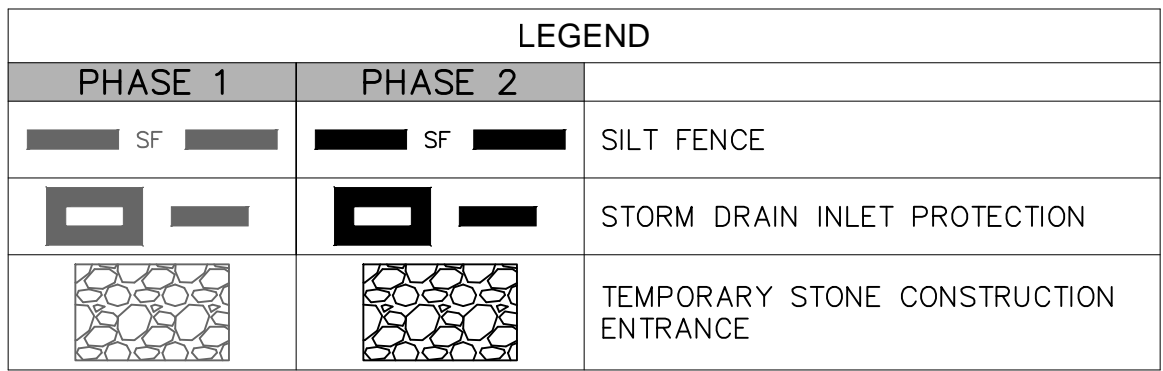 LEGEND
PHASE 1 PHASE 2
SF SF SILT FENCE
STORM DRAIN INLET PROTECTION
TEMPORARY STONE CONSTRUCTION
ENTRANCE